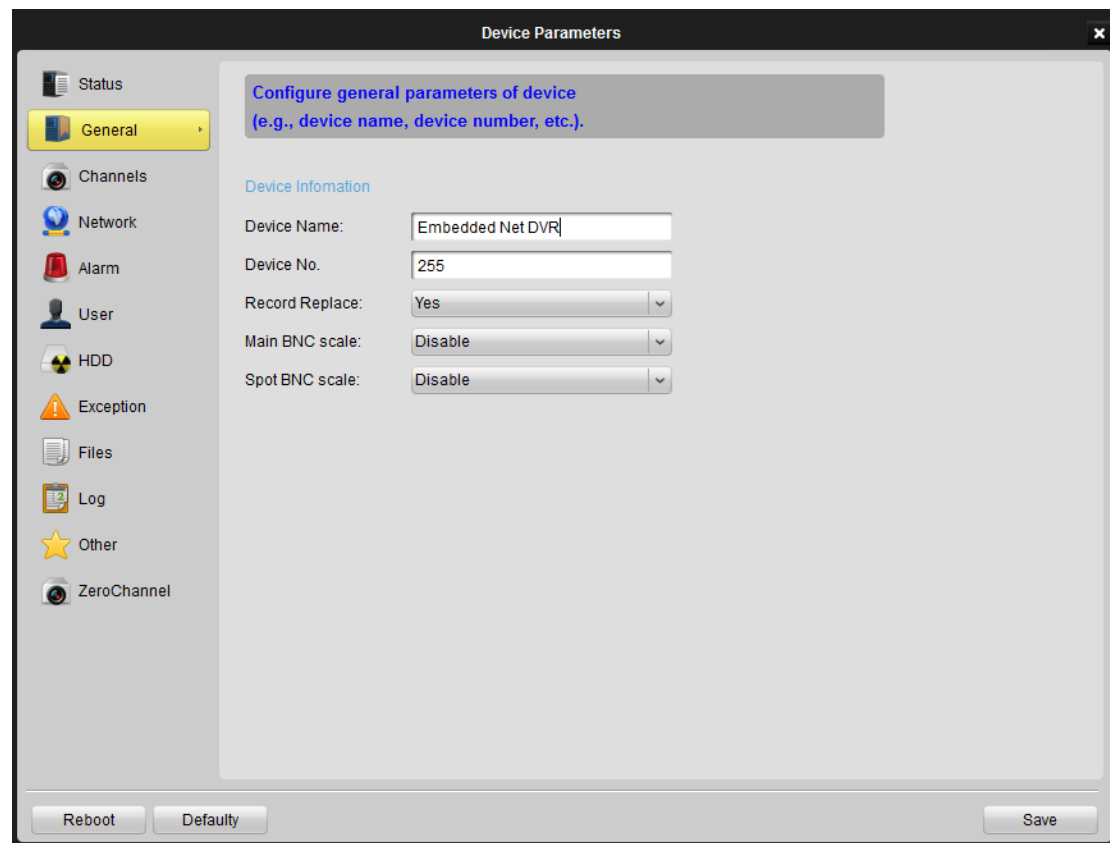 Device Parameters
Status
General
Channels
Network
Alarm
User
HDD
Exception
Files
Log
Other
ZeroChannel
Configure general parameters of device
(e.g., device name, device number, etc.).
Device Infomation
Device Name: Embedded Net DVR
Device No. 255
Record Replace: Yes
Main BNC scale: Disable
Spot BNC scale: Disable
Reboot Defaulty Save